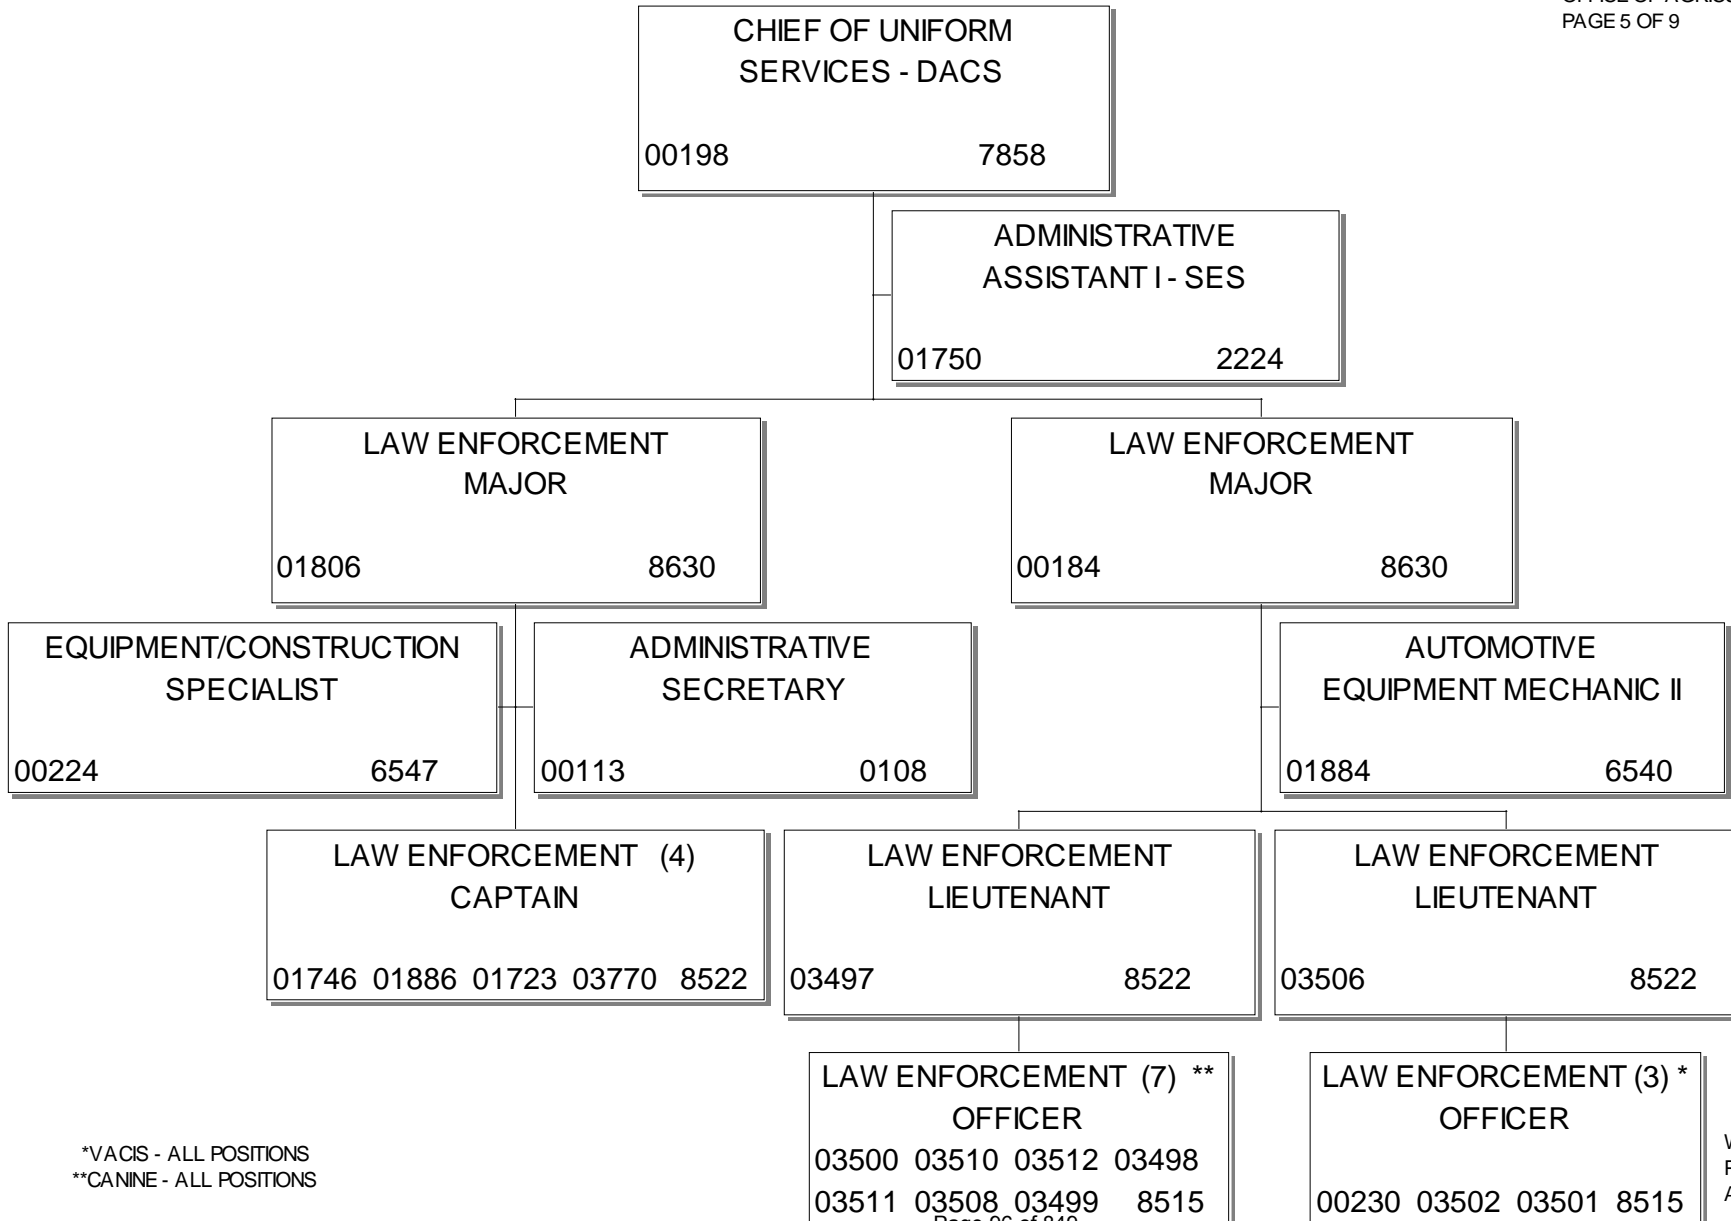 PAGE 5 OF 9
CHIEF OF UNIFORM
SERVICES - DACS
00198 7858
ADMINISTRATIVE
ASSISTANT I - SES
01750 2224
LAW ENFORCEMENT
MAJOR
01806 8630
LAW ENFORCEMENT
MAJOR
00184 8630
EQUIPMENT/CONSTRUCTION
SPECIALIST
00224 6547
ADMINISTRATIVE
SECRETARY
00113 0108
AUTOMOTIVE
EQUIPMENT MECHANIC II
01884 6540
LAW ENFORCEMENT (4)
CAPTAIN
01746 01886 01723 03770 8522
LAW ENFORCEMENT
LIEUTENANT
03497 8522
LAW ENFORCEMENT
LIEUTENANT
03506 8522
LAW ENFORCEMENT (7) **
OFFICER
03500 03510 03512 03498
03511 03508 03499 8515
LAW ENFORCEMENT (3) *
OFFICER
00230 03502 03501 8515
*VACIS - ALL POSITIONS
**CANINE - ALL POSITIONS
Page 96 of 849